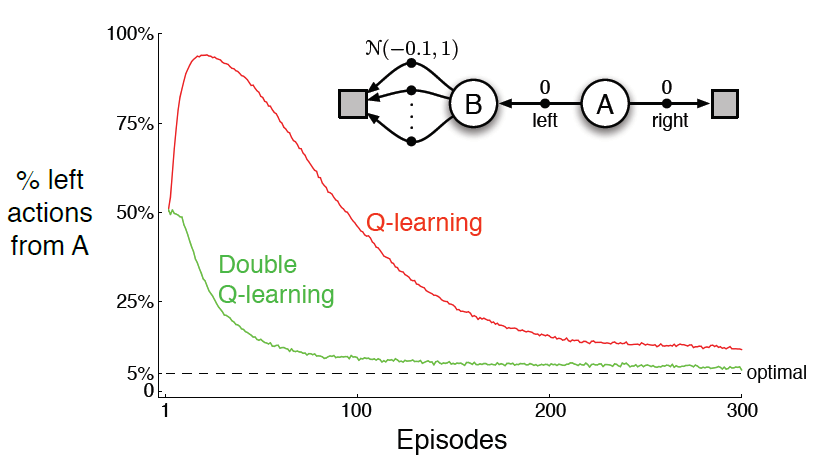 100%
75%
50%
25%
5%
0
% left
actions
from A
N(−0.1, 1)
B
0
left
A
0
right
Q-learning
Double
Q-learning
optimal
1
100
200
300
Episodes